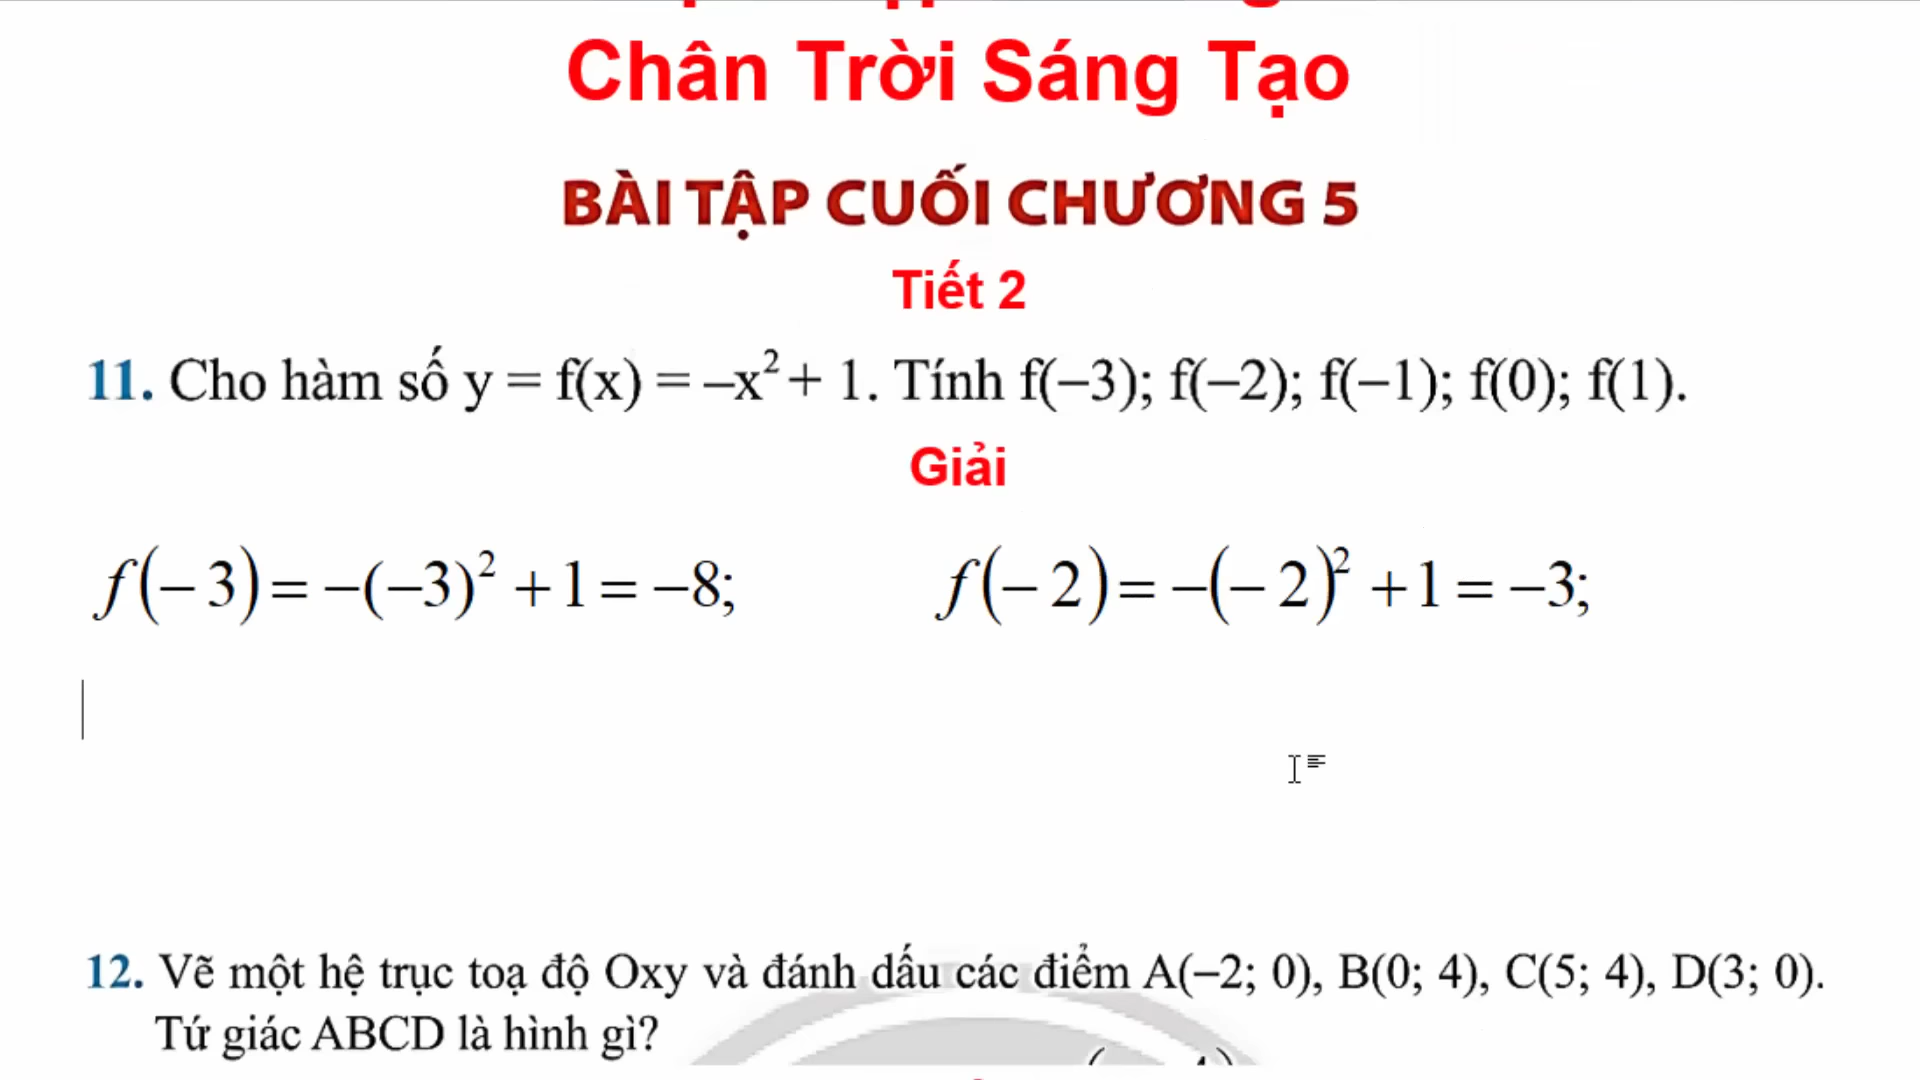 Chân Trời Sáng Tạo
BÀI TẬP CUỐI CHƯƠNG 5
Tiết 2
11. Cho hàm số y = f(x) = –x² + 1. Tính f(–3); f(–2); f(–1); f(0); f(1).
Giải
f(−3) = −(−3)² + 1 = −8; f(−2) = −(−2)² + 1 = −3;
12. Vẽ một hệ trục toạ độ Oxy và đánh dấu các điểm A(–2; 0), B(0; 4), C(5; 4), D(3; 0).
Tứ giác ABCD là hình gì?